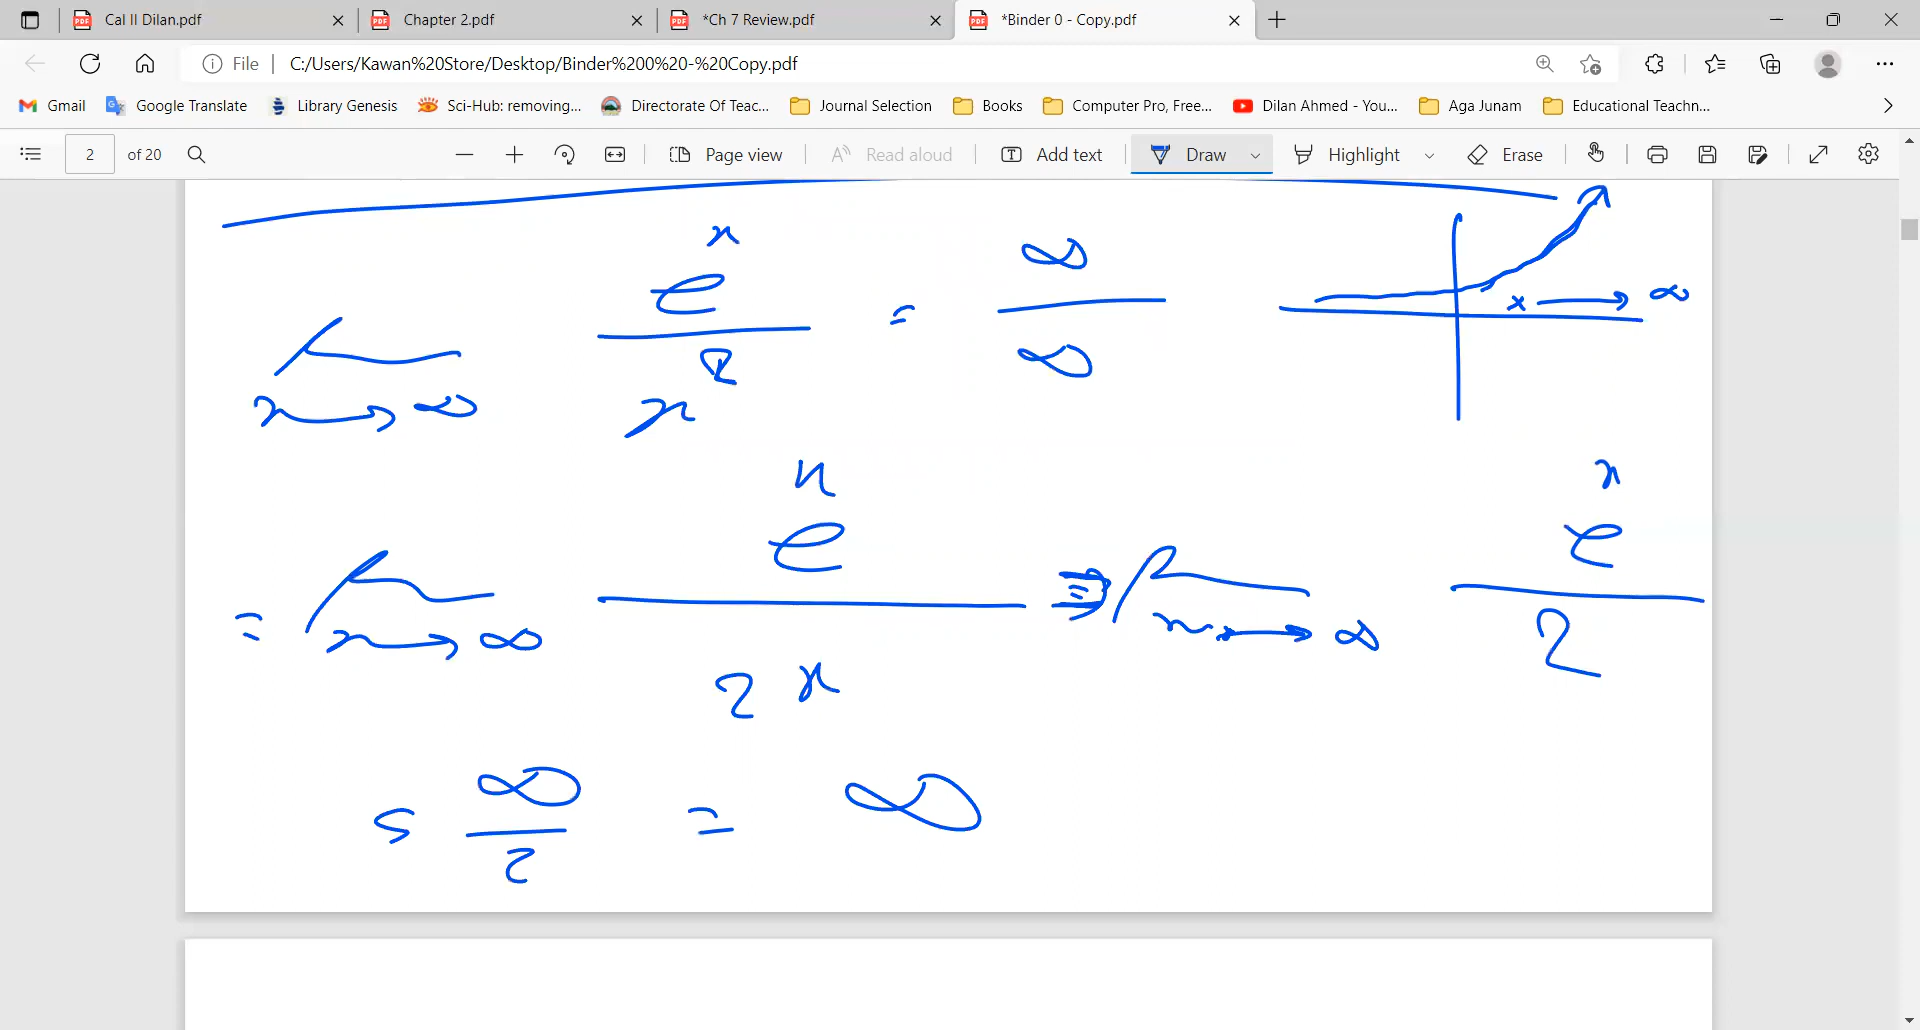 Cal II Dilan.pdf
Chapter 2.pdf
*Ch 7 Review.pdf
*Binder 0 - Copy.pdf
File
C:/Users/Kawan%20Store/Desktop/Binder%200%20-%20Copy.pdf
Gmail
Google Translate
Library Genesis
Sci-Hub: removing...
Directorate Of Teac...
Journal Selection
Books
Computer Pro, Free...
Dilan Ahmed - You...
Aga Junam
Educational Teachn...
2 of 20
Page view
Read aloud
Add text
Draw
Highlight
Erase
x → ∞ e^x / x^2 = ∞ / ∞
x → ∞
= x → ∞ e^x / 2x = x → ∞ e^x / 2
= ∞ / 2 = ∞